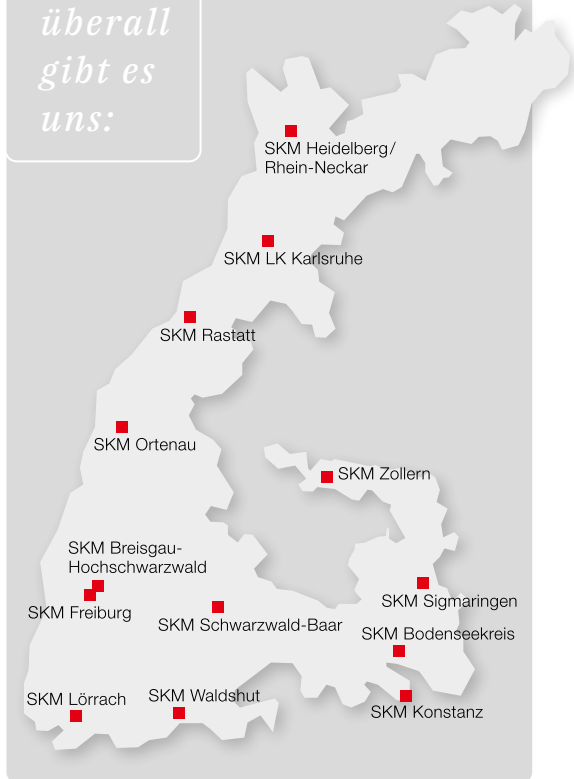 überall
gibt es
uns:
SKM Heidelberg/
Rhein-Neckar
SKM LK Karlsruhe
SKM Rastatt
SKM Ortenau
SKM Zollern
SKM Breisgau-
Hochschwarzwald
SKM Freiburg
SKM Schwarzwald-Baar
SKM Sigmaringen
SKM Bodenseekreis
SKM Lörrach
SKM Waldshut
SKM Konstanz